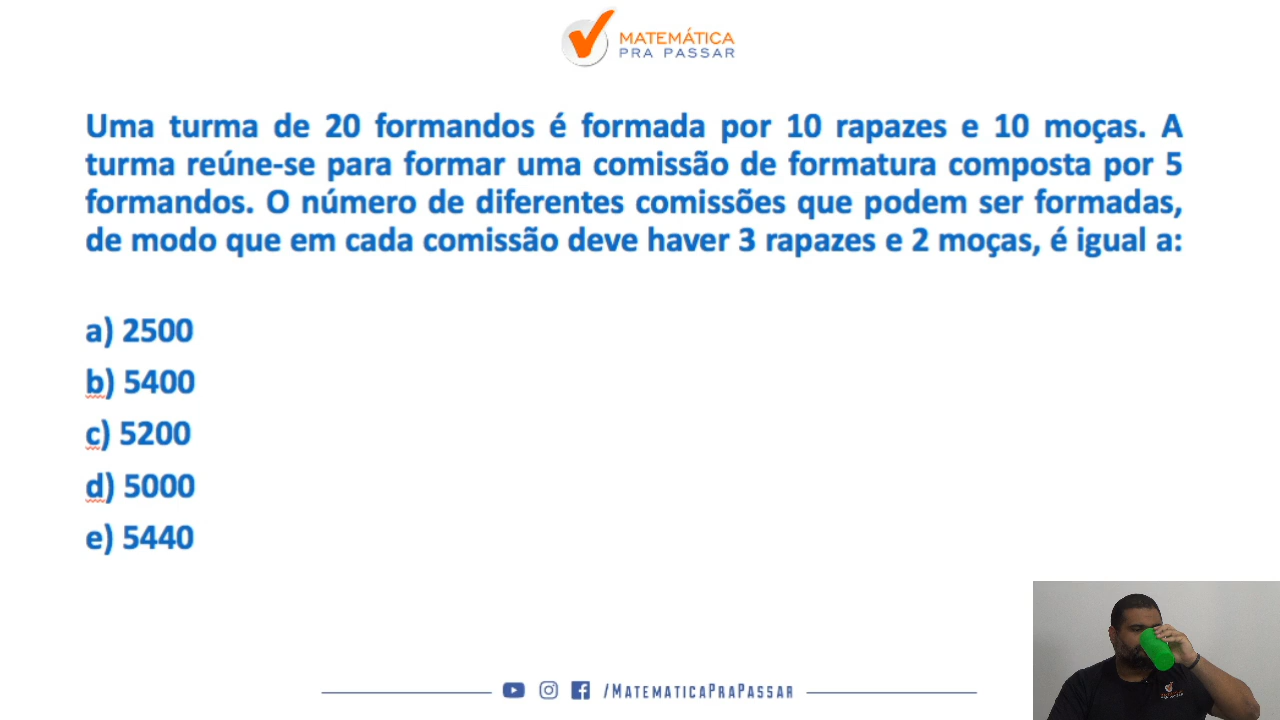 MATEMÁTICA
PRA PASSAR
Uma turma de 20 formandos é formada por 10 rapazes e 10 moças. A
turma reúne-se para formar uma comissão de formatura composta por 5
formandos. O número de diferentes comissões que podem ser formadas,
de modo que em cada comissão deve haver 3 rapazes e 2 moças, é igual a:
a) 2500
b) 5400
c) 5200
d) 5000
e) 5440
/MATEMATICAPRAPASSAR